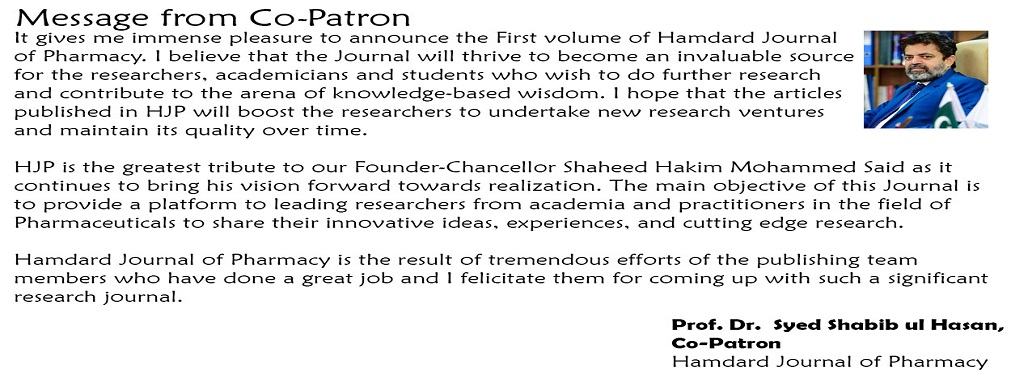 Message from Co-Patron
It gives me immense pleasure to announce the First volume of Hamdard Journal
of Pharmacy. I believe that the Journal will thrive to become an invaluable source
for the researchers, academicians and students who wish to do further research
and contribute to the arena of knowledge-based wisdom. I hope that the articles
published in HJP will boost the researchers to undertake new research ventures
and maintain its quality over time.
HJP is the greatest tribute to our Founder-Chancellor Shaheed Hakim Mohammed Said as it
continues to bring his vision forward towards realization. The main objective of this Journal is
to provide a platform to leading researchers from academia and practitioners in the field of
Pharmaceuticals to share their innovative ideas, experiences, and cutting edge research.
Hamdard Journal of Pharmacy is the result of tremendous efforts of the publishing team
members who have done a great job and I felicitate them for coming up with such a significant
research journal.
Prof. Dr. Syed Shabib ul Hasan,
Co-Patron
Hamdard Journal of Pharmacy